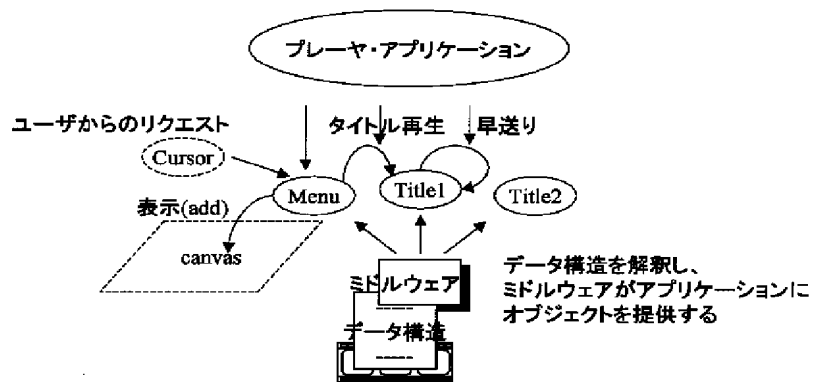 プレーヤ・アプリケーション
ユーザからのリクエスト
タイトル再生
早送り
Cursor
Menu
Title1
Title2
表示(add)
canvas
ミドルウェア
データ構造
データ構造を解釈し、
ミドルウェアがアプリケーションに
オブジェクトを提供する